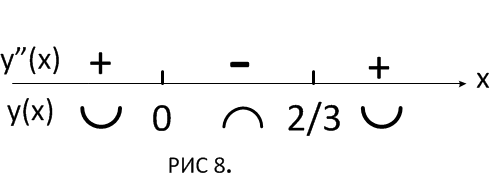 y”(x) + - + x
y(x) 0 2/3
РИС 8.